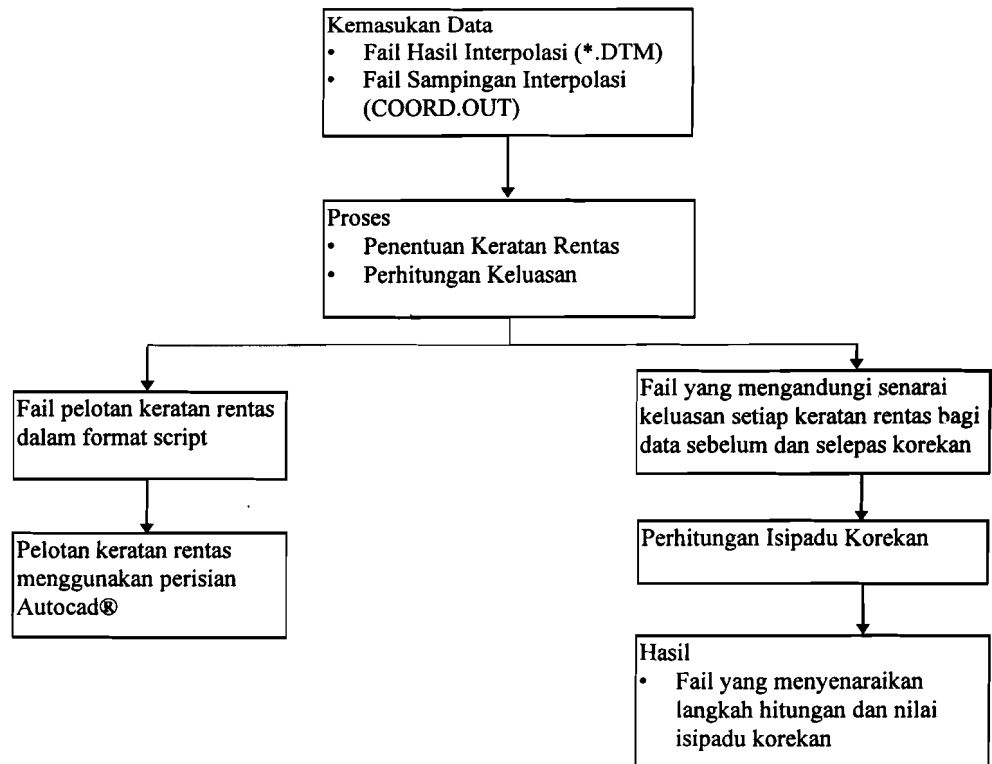 Kemasukan Data
• Fail Hasil Interpolasi (*.DTM)
• Fail Sampingan Interpolasi
(COORD.OUT)
Proses
• Penentuan Keratan Rentas
• Perhitungan Keluasan
Fail pelotan keratan rentas
dalam format script
Pelotan keratan rentas
menggunakan perisian
Autocad®
Fail yang mengandungi senarai
keluasan setiap keratan rentas bagi
data sebelum dan selepas korekan
Perhitungan Isipadu Korekan
Hasil
• Fail yang menyenaraikan
langkah hitungan dan nilai
isipadu korekan